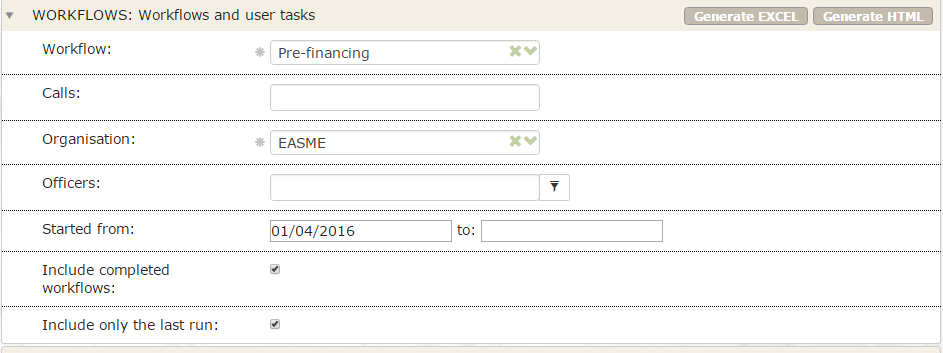 WORKFLOWS: Workflows and user tasks
Generate EXCEL
Generate HTML
Workflow:
* Pre-financing
Calls:
Organisation:
* EASME
Officers:
Started from:
01/04/2016 to:
Include completed
workflows:
Include only the last run: